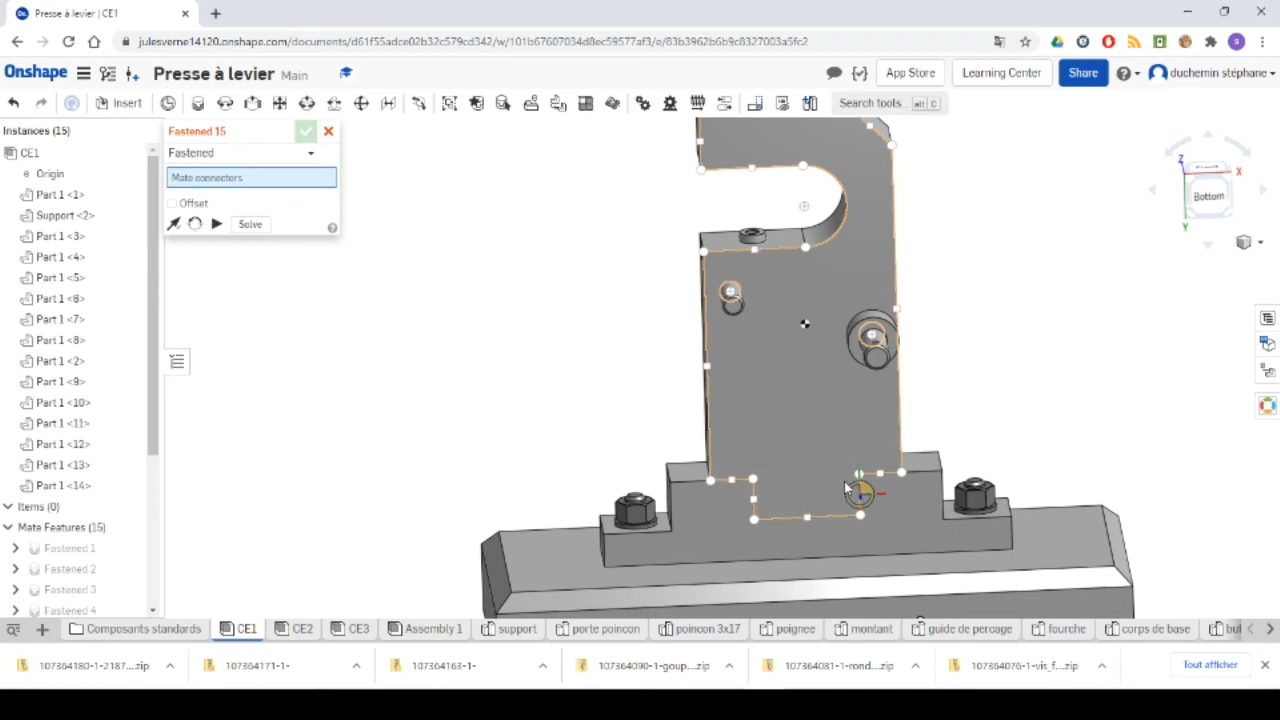 Presse à levier | CE1
julesverne14120.onshape.com/documents/d61f55adce02b32c579cd342/w/101b67607034d8ec59577af3/e/83b3962b6b9c8327003a5fc2
Onshape
Presse à levier Main
App Store
Learning Center
Share
duchemin stéphane
Insert
Search tools... alt C
Instances (15)
CE1
Origin
Part 1 <1>
Support <2>
Part 1 <3>
Part 1 <4>
Part 1 <5>
Part 1 <6>
Part 1 <7>
Part 1 <8>
Part 1 <2>
Part 1 <9>
Part 1 <10>
Part 1 <11>
Part 1 <12>
Part 1 <13>
Part 1 <14>
Items (0)
Mate Features (15)
Fastened 1
Fastened 2
Fastened 3
Fastened 4
Fastened 15
Fastened
Mate connectors
Offset
Solve
Z
X
Bottom
Y
Composants standards
CE1
CE2
CE3
Assembly 1
support
porte poincon
poincon 3x17
poignee
montant
guide de percage
fourche
corps de base
bul
107364180-1-2187...zip
107364171-1-
107364163-1-
107364090-1-goup...zip
107364081-1-rond...zip
107364076-1-vis_f...zip
Tout afficher